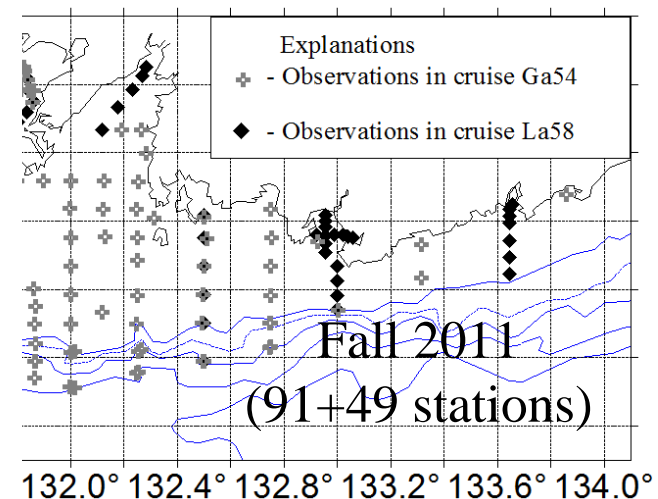 Explanations
- Observations in cruise Ga54
- Observations in cruise La58
Fall 2011
(91+49 stations)
132.0° 132.4° 132.8° 133.2° 133.6° 134.0°